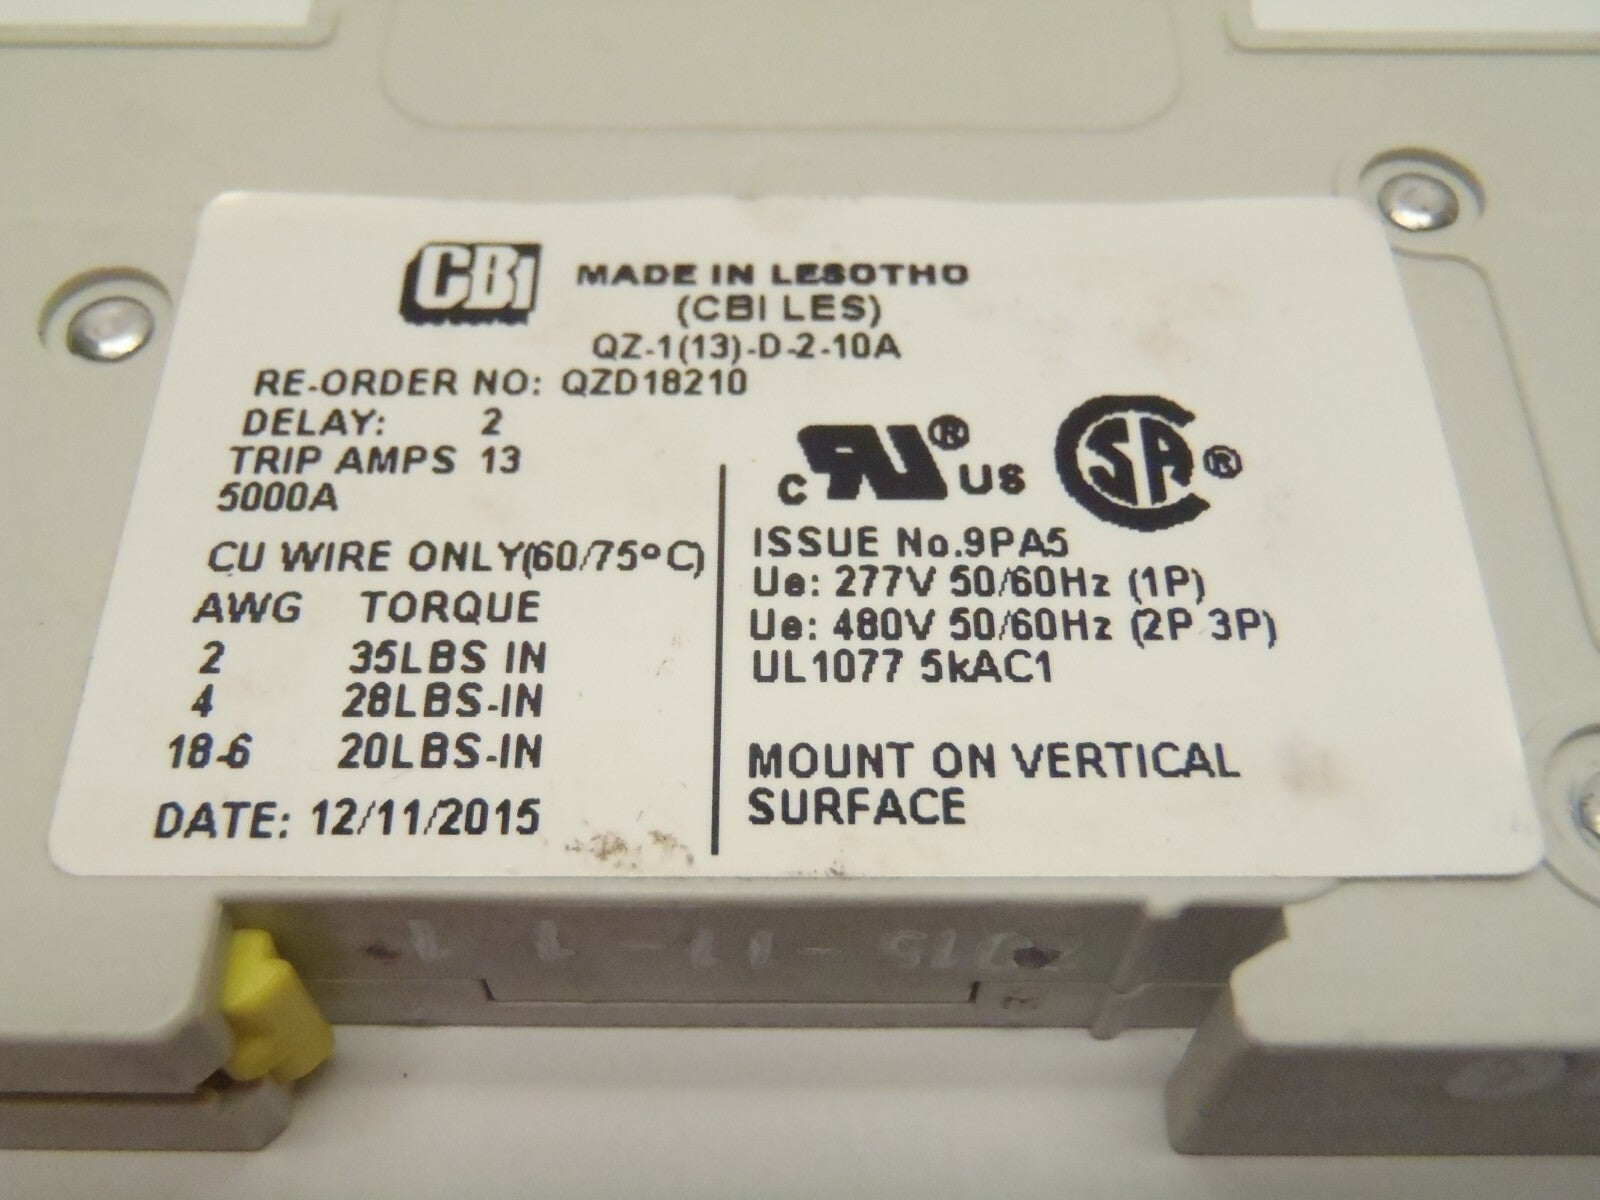 CBi
MADE IN LESOTHO
(CBI LES)
QZ-1(13)-D-2-10A
RE-ORDER NO: QZD18210
DELAY: 2
TRIP AMPS 13
5000A
CU WIRE ONLY(60/75°C)
AWG TORQUE
2 35LBS IN
4 28LBS-IN
18-6 20LBS-IN
DATE: 12/11/2015
c RU ® US
CSA ®
ISSUE No.9PA5
Ue: 277V 50/60Hz (1P)
Ue: 480V 50/60Hz (2P 3P)
UL1077 5kAC1
MOUNT ON VERTICAL
SURFACE